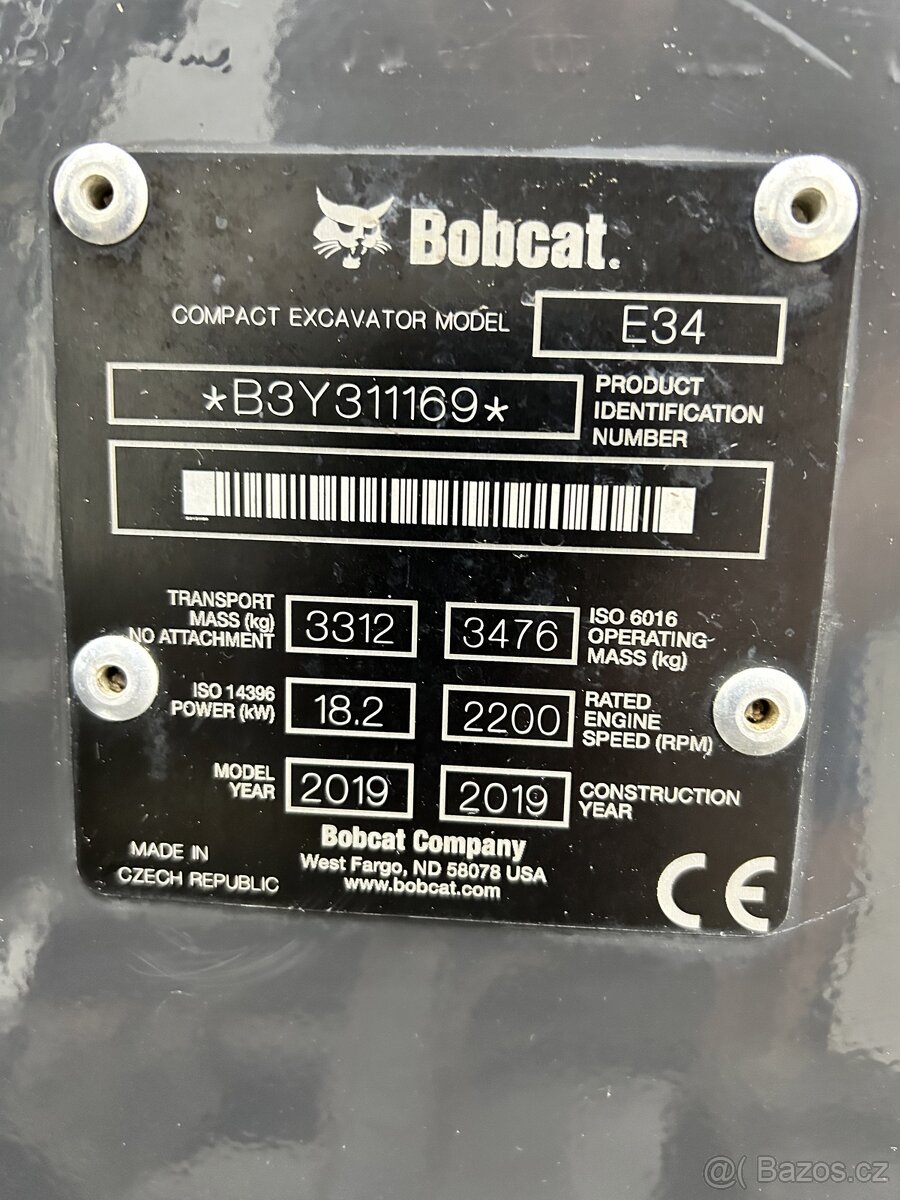 Bobcat.
COMPACT EXCAVATOR MODEL E34
*B3Y311169*
PRODUCT
IDENTIFICATION
NUMBER
TRANSPORT
MASS (kg)
NO ATTACHMENT
3312
3476
ISO 6016
OPERATING
MASS (kg)
ISO 14396
POWER (kW)
18.2
2200
RATED
ENGINE
SPEED (RPM)
MODEL
YEAR
2019
2019
CONSTRUCTION
YEAR
Bobcat Company
West Fargo, ND 58078 USA
www.bobcat.com
MADE IN
CZECH REPUBLIC
CE
@( Bazos.cz